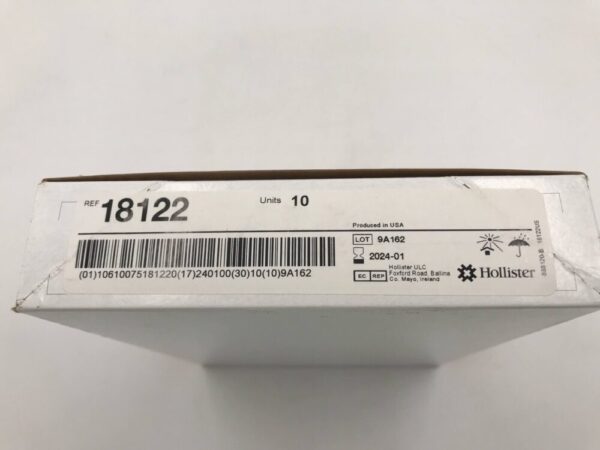 REF 18122
Units 10
(01)10610075181220(17)240100(30)10(10)9A162
Produced in USA
LOT 9A162
2024-01
EC REP
Hollister ULC
Foxford Road, Ballina
Co. Mayo, Ireland
Hollister